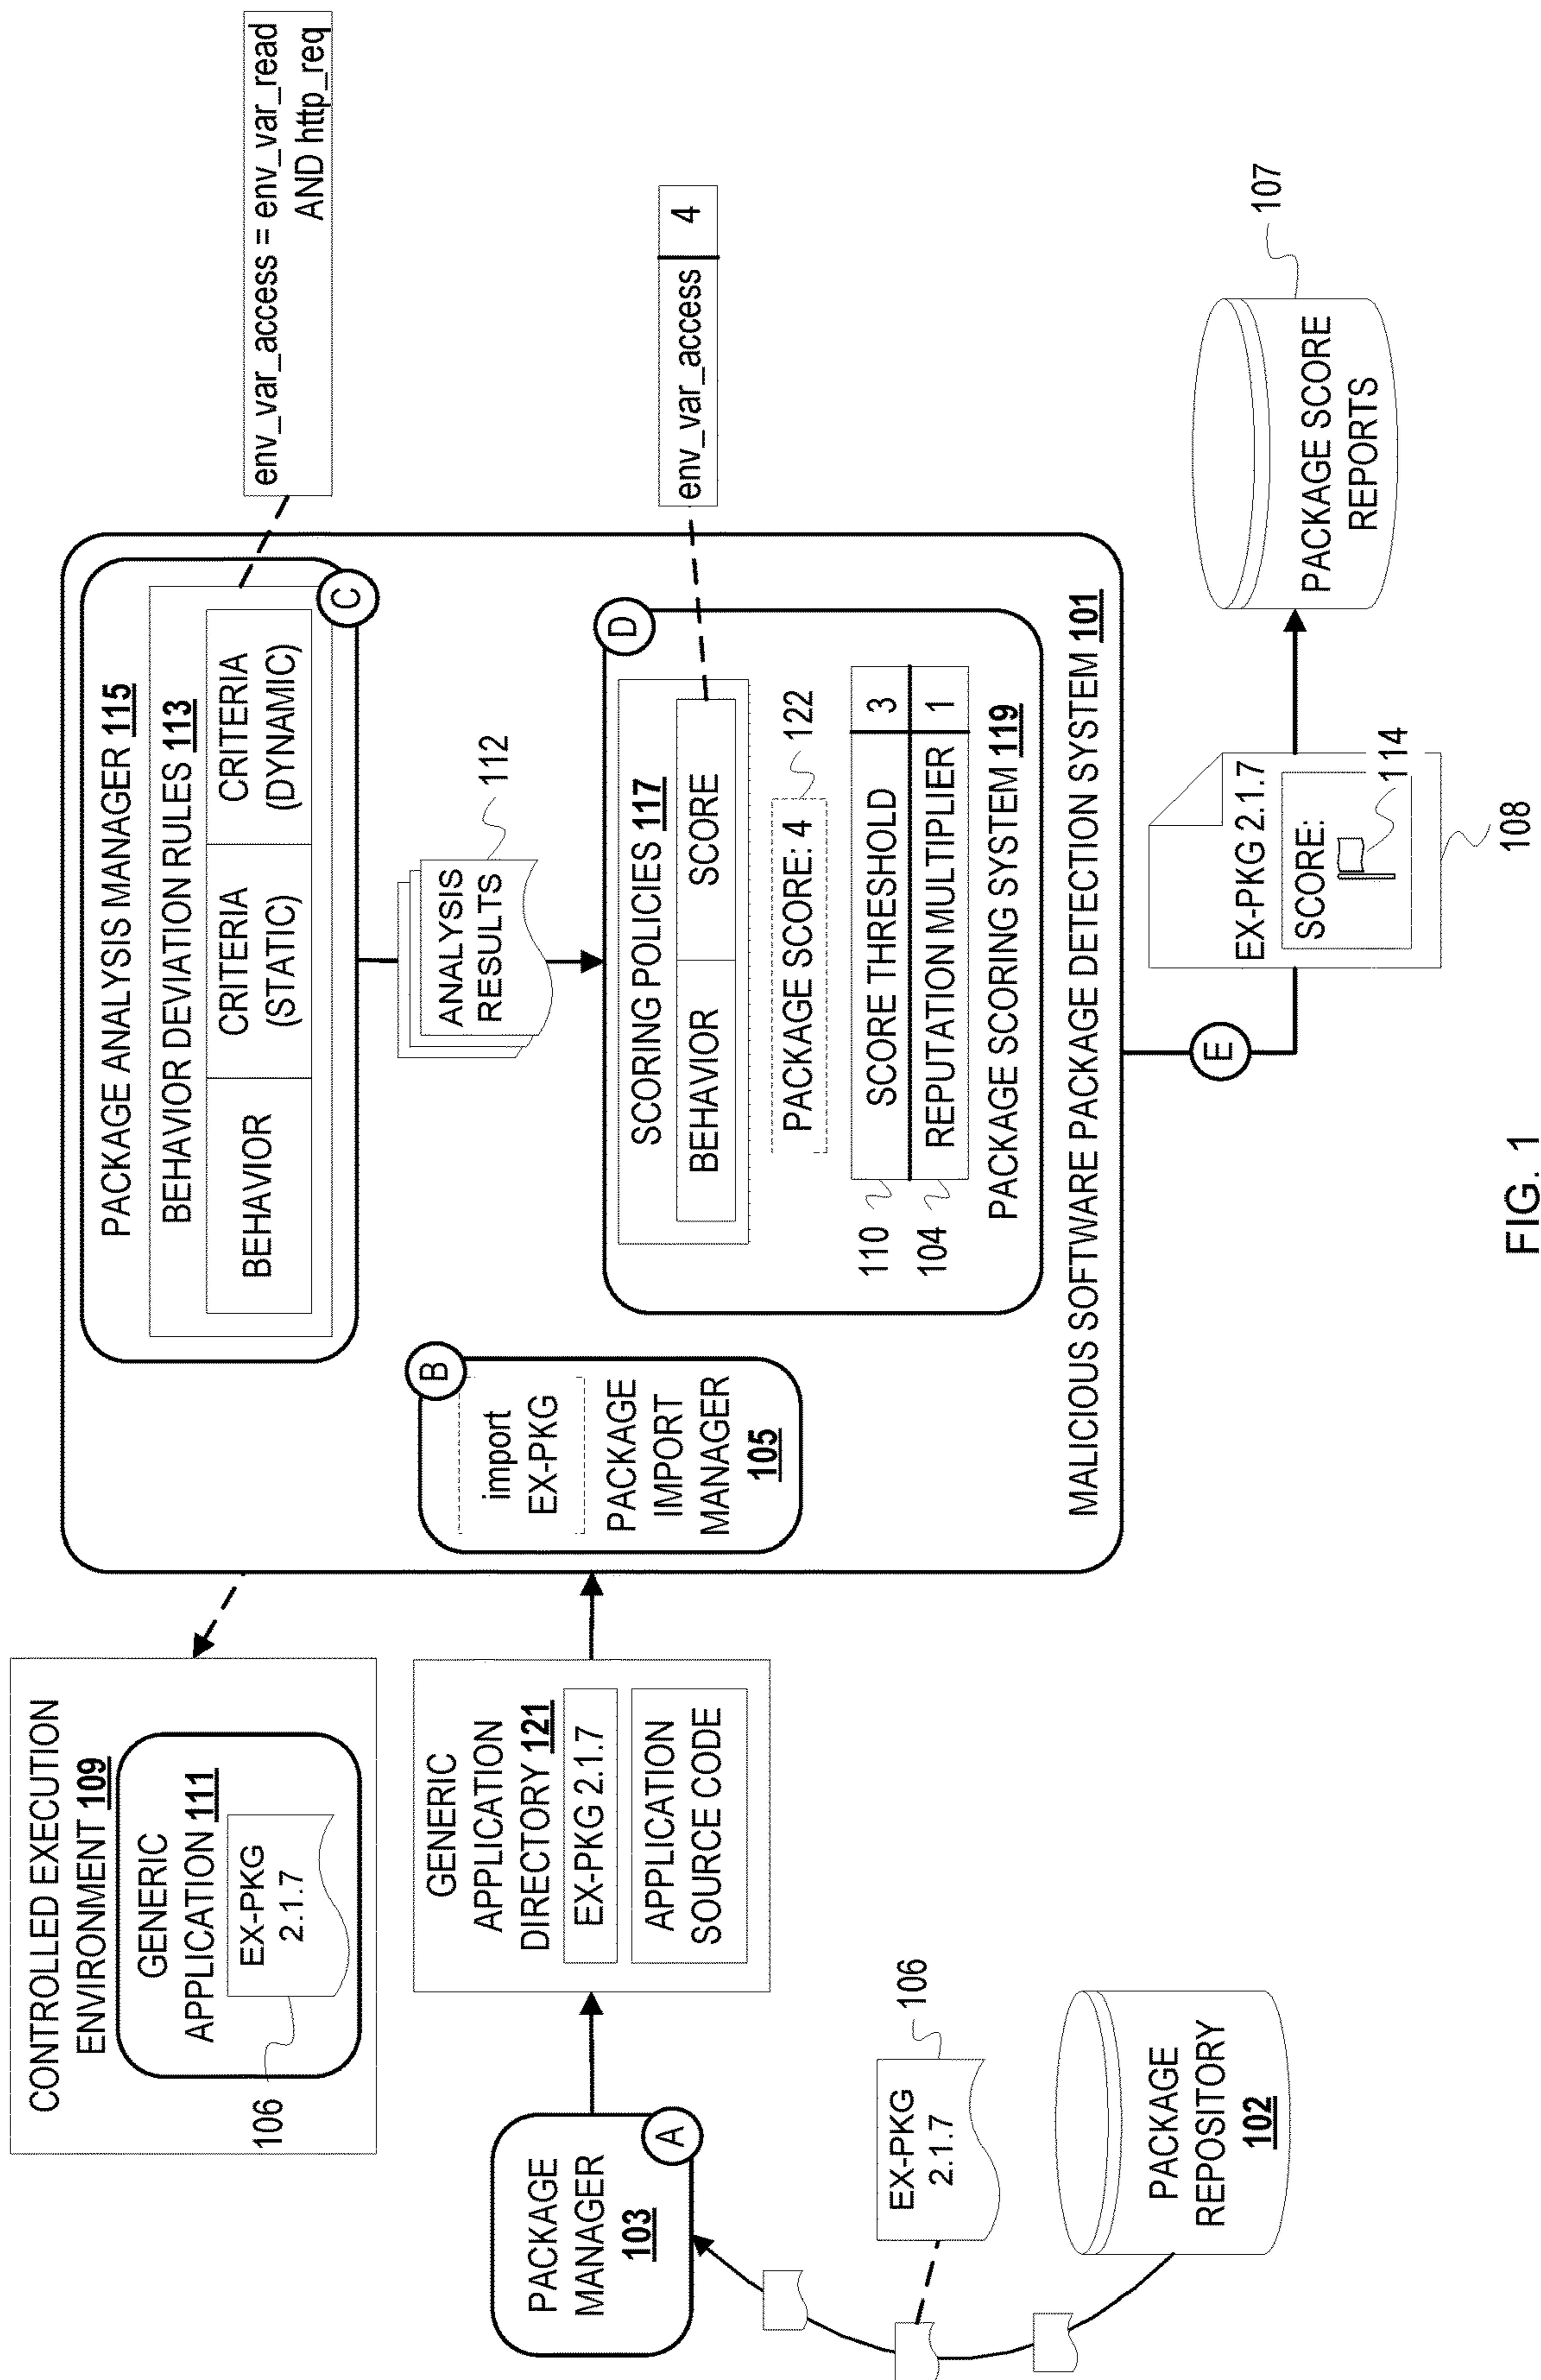 CONTROLLED EXECUTION
ENVIRONMENT 109
GENERIC
APPLICATION 111
EX-PKG
2.1.7
106
PACKAGE
MANAGER
103
A
GENERIC
APPLICATION
DIRECTORY 121
EX-PKG 2.1.7
APPLICATION
SOURCE CODE
EX-PKG
2.1.7
106
PACKAGE
REPOSITORY
102
PACKAGE ANALYSIS MANAGER 115
BEHAVIOR DEVIATION RULES 113
BEHAVIOR
CRITERIA
(STATIC)
CRITERIA
(DYNAMIC)
C
env_var_access = env_var_read
AND http_req
B
import
EX-PKG
PACKAGE
IMPORT
MANAGER
105
ANALYSIS
RESULTS
112
D
SCORING POLICIES 117
BEHAVIOR
SCORE
env_var_access
4
PACKAGE SCORE: 4
122
110
SCORE THRESHOLD
3
104
REPUTATION MULTIPLIER
1
PACKAGE SCORING SYSTEM 119
MALICIOUS SOFTWARE PACKAGE DETECTION SYSTEM 101
E
EX-PKG 2.1.7
SCORE:
114
108
PACKAGE SCORE
REPORTS
107
FIG. 1